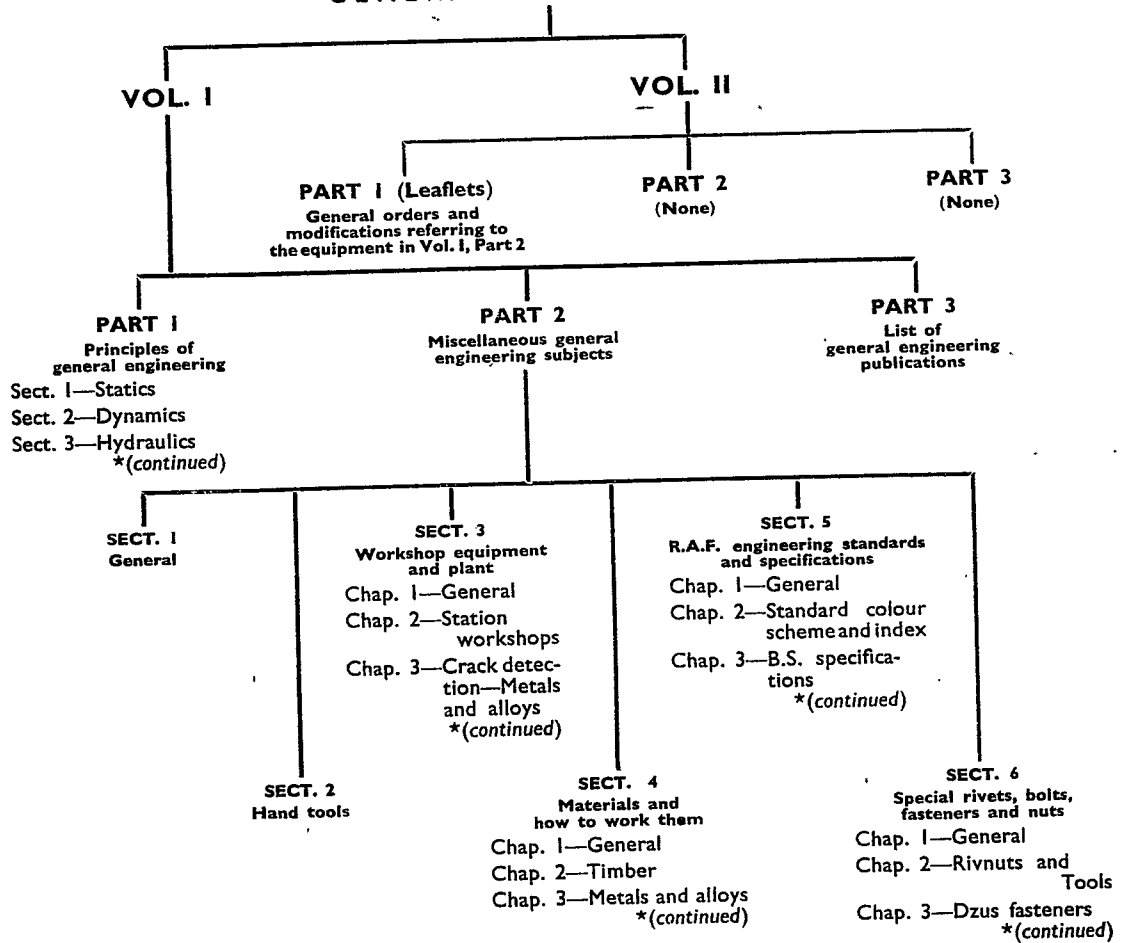 VOL. I
VOL. II
PART I (Leaflets)
General orders and
modifications referring to
the equipment in Vol. I, Part 2
PART 2
(None)
PART 3
(None)
PART I
Principles of
general engineering
Sect. I—Statics
Sect. 2—Dynamics
Sect. 3—Hydraulics
*(continued)
PART 2
Miscellaneous general
engineering subjects
PART 3
List of
general engineering
publications
SECT. I
General
SECT. 2
Hand tools
SECT. 3
Workshop equipment
and plant
Chap. I—General
Chap. 2—Station
workshops
Chap. 3—Crack detec-
tion—Metals
and alloys
*(continued)
SECT. 4
Materials and
how to work them
Chap. I—General
Chap. 2—Timber
Chap. 3—Metals and alloys
*(continued)
SECT. 5
R.A.F. engineering standards
and specifications
Chap. I—General
Chap. 2—Standard colour
scheme and index
Chap. 3—B.S. specifica-
tions
*(continued)
SECT. 6
Special rivets, bolts,
fasteners and nuts
Chap. I—General
Chap. 2—Rivnuts and
Tools
Chap. 3—Dzus fasteners
*(continued)